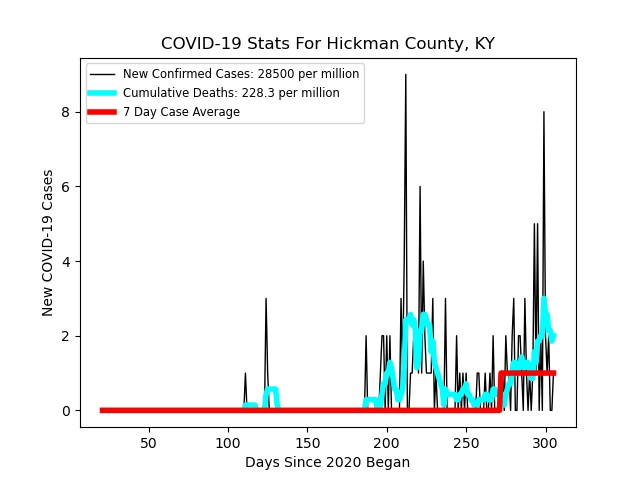 COVID-19 Stats For Hickman County, KY
New Confirmed Cases: 28500 per million
Cumulative Deaths: 228.3 per million
7 Day Case Average
New COVID-19 Cases
8
6
4
2
0
50 100 150 200 250 300
Days Since 2020 Began